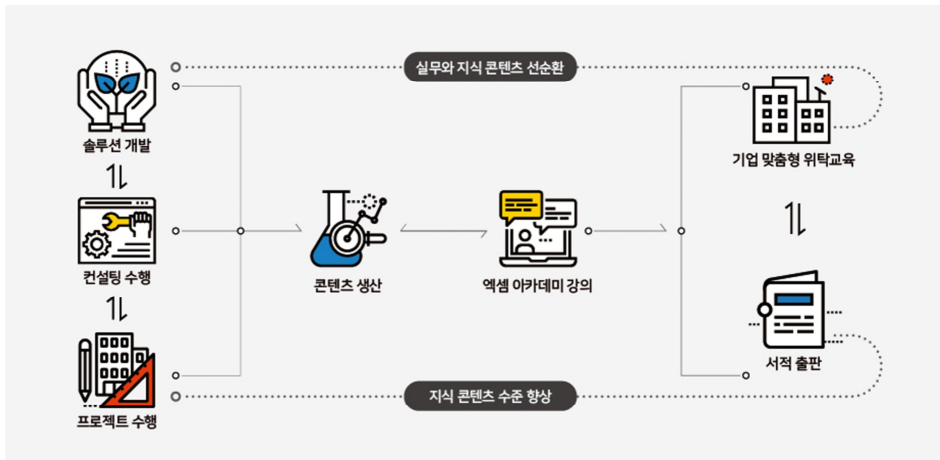 실무와 지식 콘텐츠 선순환
솔루션 개발
기업 맞춤형 위탁교육
컨설팅 수행
콘텐츠 생산
엑셈 아카데미 강의
서적 출판
지식 콘텐츠 수준 향상
프로젝트 수행